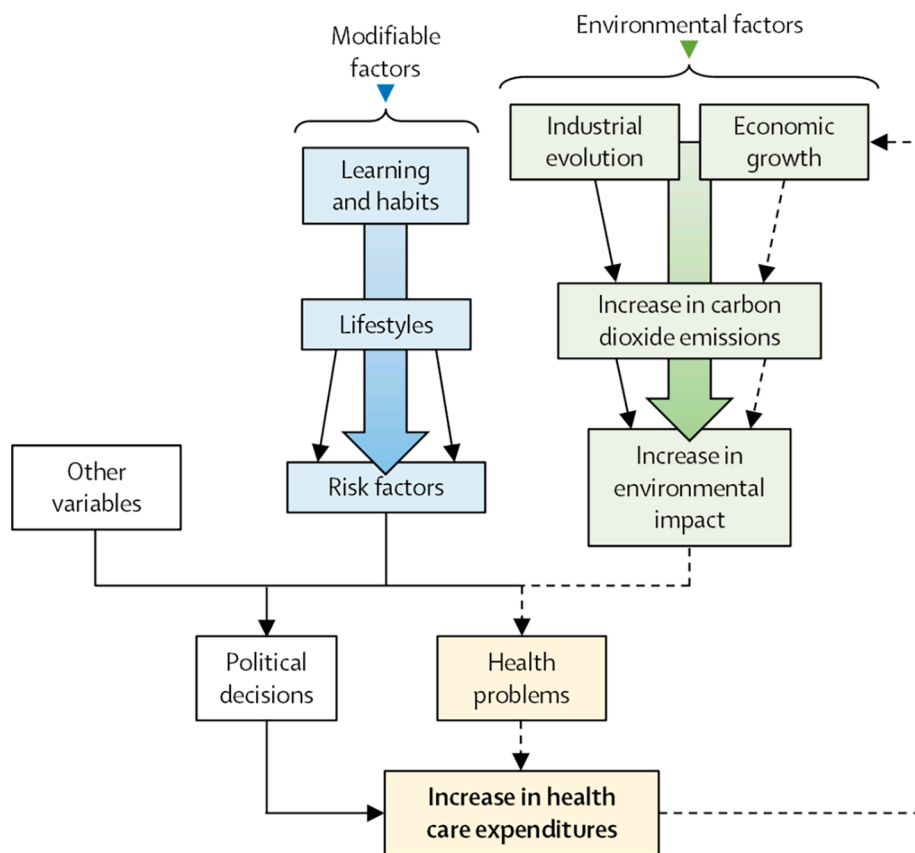 Modifiable
factors
Environmental factors
Industrial
evolution
Economic
growth
Learning
and habits
Lifestyles
Increase in carbon
dioxide emissions
Other
variables
Risk factors
Increase in
environmental
impact
Political
decisions
Health
problems
Increase in health
care expenditures